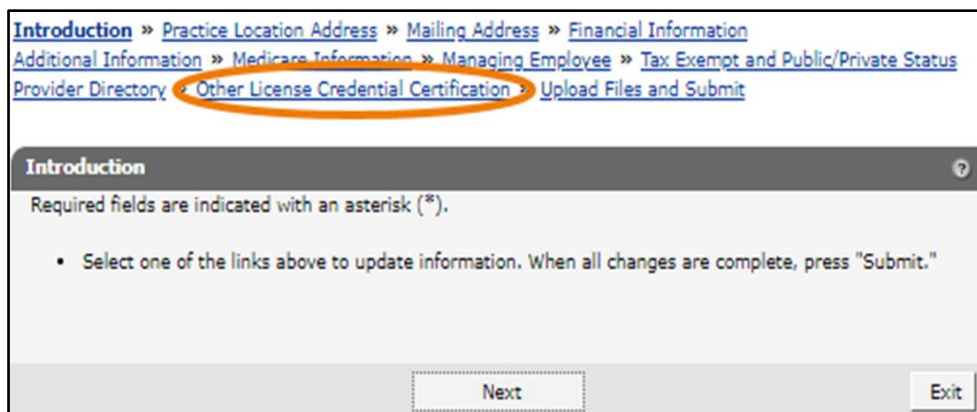 Introduction » Practice Location Address » Mailing Address » Financial Information
Additional Information » Medicare Information » Managing Employee » Tax Exempt and Public/Private Status
Provider Directory » Other License Credential Certification » Upload Files and Submit
Introduction ?
Required fields are indicated with an asterisk (*).
• Select one of the links above to update information. When all changes are complete, press "Submit."
Next Exit